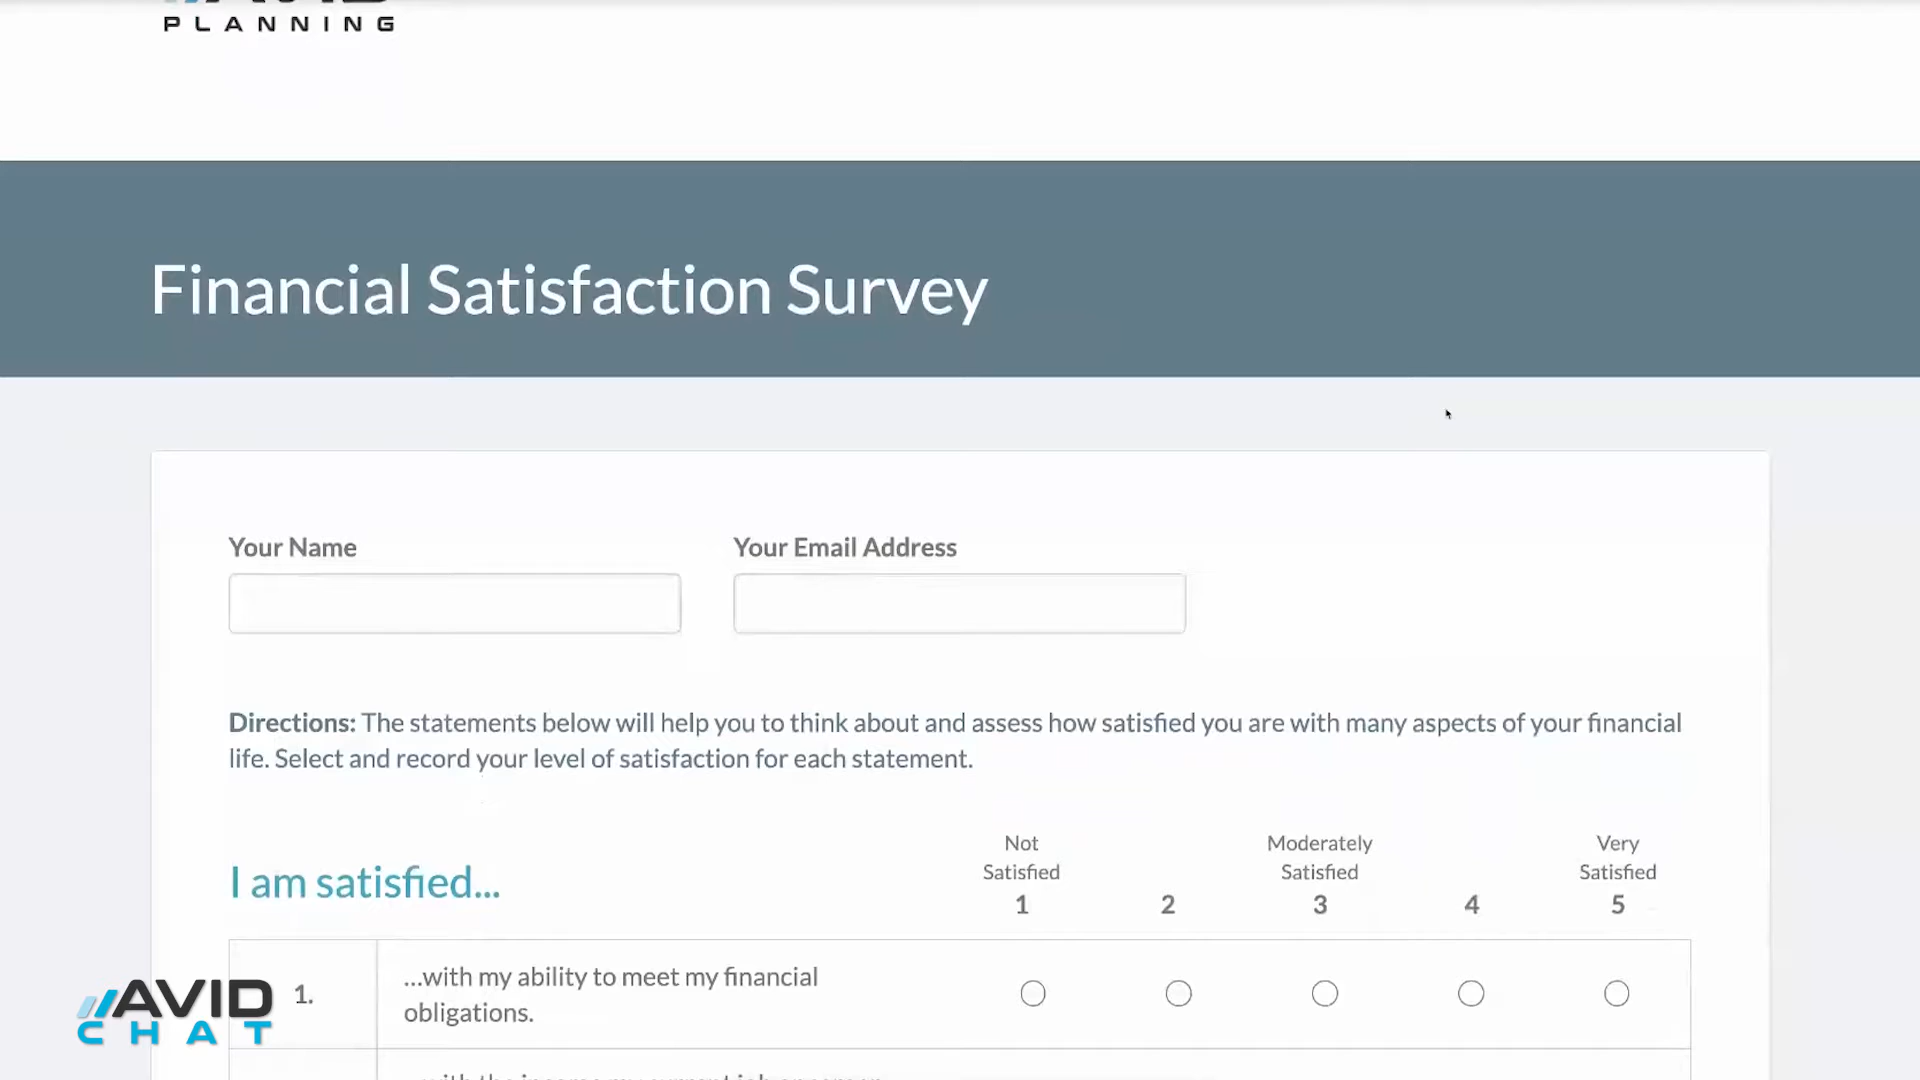 PLANNING
Financial Satisfaction Survey
Your Name
Your Email Address
Directions: The statements below will help you to think about and assess how satisfied you are with many aspects of your financial
life. Select and record your level of satisfaction for each statement.
I am satisfied...
Not
Satisfied
1
2
Moderately
Satisfied
3
4
Very
Satisfied
5
1.
...with my ability to meet my financial
obligations.
AVID
CHAT